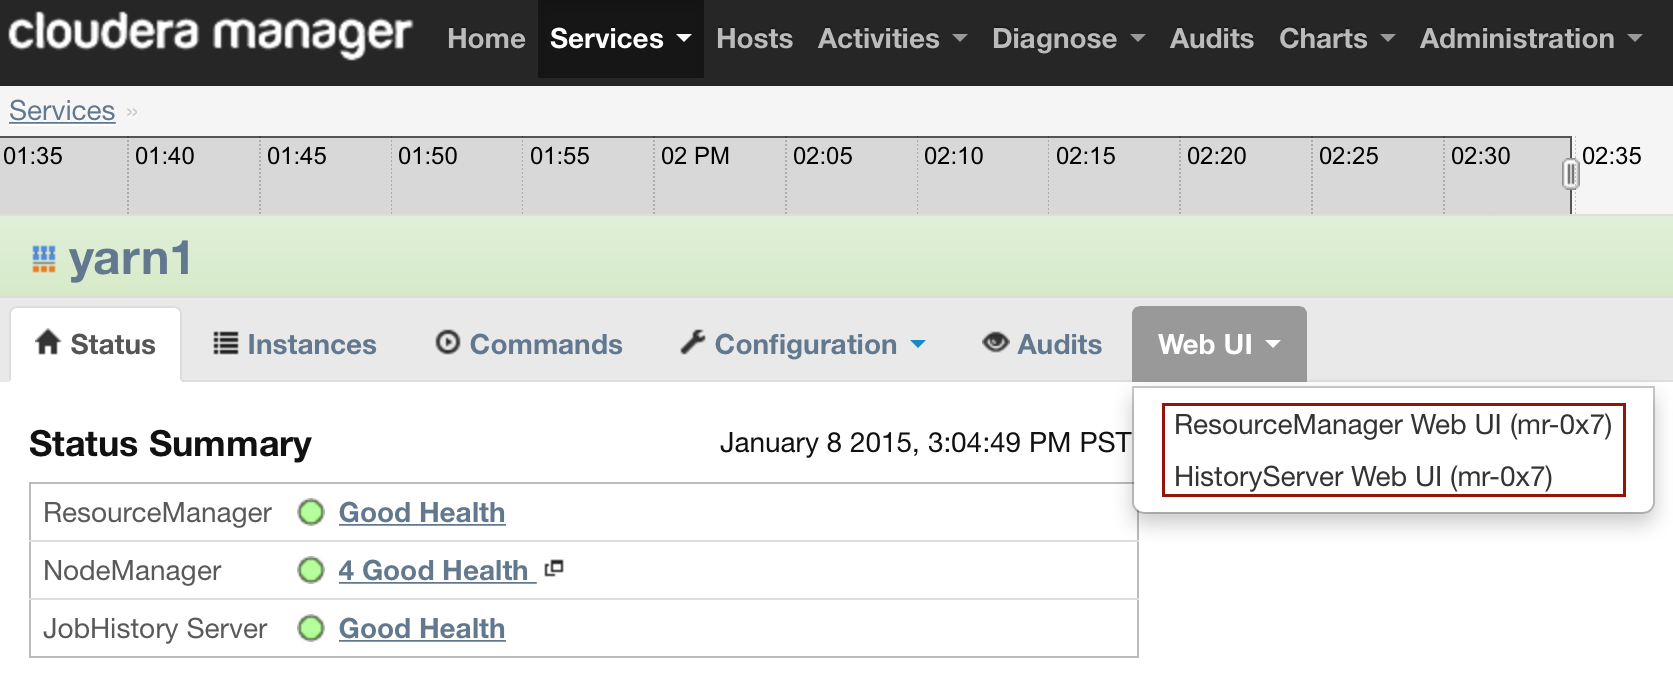 cloudera manager Home Services Hosts Activities Diagnose Audits Charts Administration
Services »
01:35 01:40 01:45 01:50 01:55 02 PM 02:05 02:10 02:15 02:20 02:25 02:30 02:35
yarn1
Status Instances Commands Configuration Audits Web UI
ResourceManager Web UI (mr-0x7)
HistoryServer Web UI (mr-0x7)
Status Summary January 8 2015, 3:04:49 PM PST
ResourceManager Good Health
NodeManager 4 Good Health
JobHistory Server Good Health